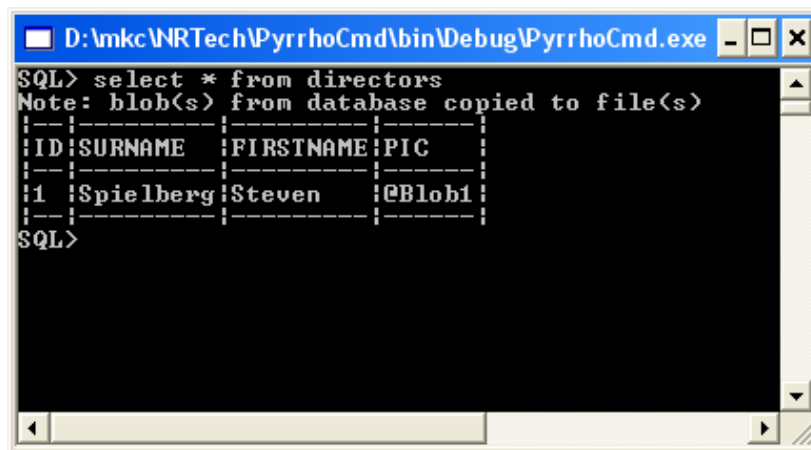 D:\mkc\NRTech\PyrrhoCmd\bin\Debug\PyrrhoCmd.exe
SQL> select * from directors
Note: blob(s) from database copied to file(s)
|--|---------|---------|------|
|ID|SURNAME  |FIRSTNAME|PIC   |
|--|---------|---------|------|
|1 |Spielberg|Steven   |@Blob1|
|--|---------|---------|------|
SQL>